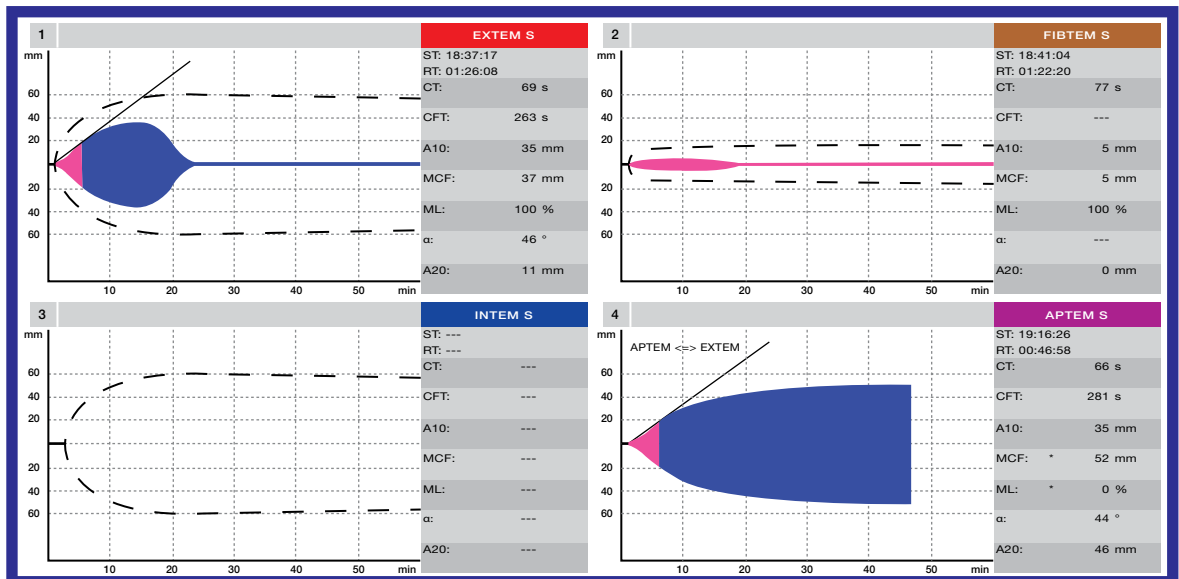 1 EXTEM S
mm
ST: 18:37:17
RT: 01:26:08
CT: 69 s
CFT: 263 s
A10: 35 mm
MCF: 37 mm
ML: 100 %
α: 46 °
A20: 11 mm
60
40
20
20
40
60
10 20 30 40 50 min
2 FIBTEM S
mm
ST: 18:41:04
RT: 01:22:20
CT: 77 s
CFT: ---
A10: 5 mm
MCF: 5 mm
ML: 100 %
α: ---
A20: 0 mm
60
40
20
20
40
60
10 20 30 40 50 min
3 INTEM S
mm
ST: ---
RT: ---
CT: ---
CFT: ---
A10: ---
MCF: ---
ML: ---
α: ---
A20: ---
60
40
20
20
40
60
10 20 30 40 50 min
4 APTEM S
mm
APTEM <=> EXTEM
ST: 19:16:26
RT: 00:46:58
CT: 66 s
CFT: 281 s
A10: 35 mm
MCF: * 52 mm
ML: * 0 %
α: 44 °
A20: 46 mm
60
40
20
20
40
60
10 20 30 40 50 min